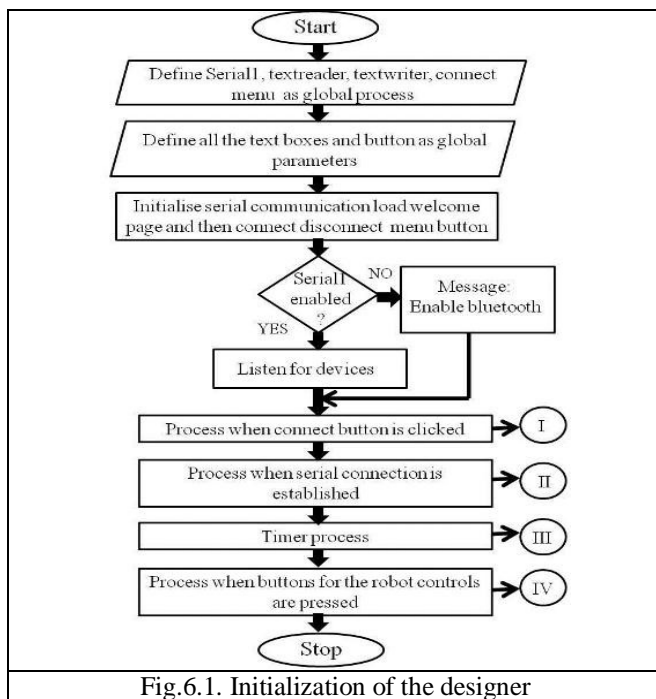 Start
Define Serial1, textreader, textwriter, connect
menu as global process
Define all the text boxes and button as global
parameters
Initialise serial communication load welcome
page and then connect disconnect menu button
Serial1
enabled
?
NO
YES
Message:
Enable bluetooth
Listen for devices
Process when connect button is clicked
I
Process when serial connection is
established
II
Timer process
III
Process when buttons for the robot controls
are pressed
IV
Stop
Fig.6.1. Initialization of the designer